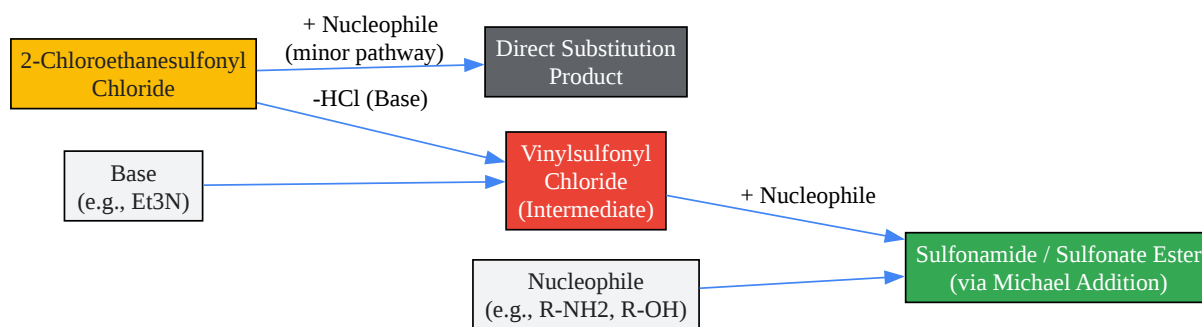 + Nucleophile
(minor pathway)
2-Chloroethanesulfonyl
Chloride
Direct Substitution
Product
-HCl (Base)
Base
(e.g., Et3N)
Vinylsulfonyl
Chloride
(Intermediate)
+ Nucleophile
Nucleophile
(e.g., R-NH2, R-OH)
Sulfonamide / Sulfonate Ester
(via Michael Addition)